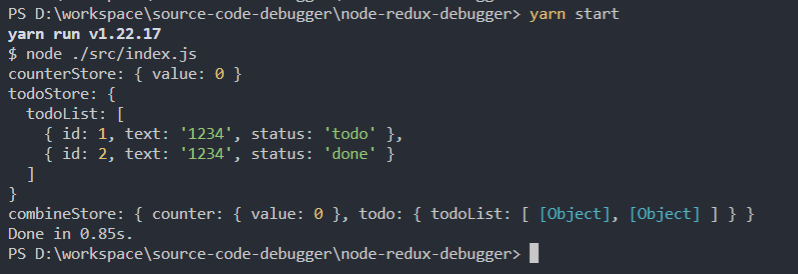 PS D:\workspace\source-code-debugger\node-redux-debugger> yarn start
yarn run v1.22.17
$ node ./src/index.js
counterStore: { value: 0 }
todoStore: {
  todoList: [
    { id: 1, text: '1234', status: 'todo' },
    { id: 2, text: '1234', status: 'done' }
  ]
}
combineStore: { counter: { value: 0 }, todo: { todoList: [ [Object], [Object] ] } }
Done in 0.85s.
PS D:\workspace\source-code-debugger\node-redux-debugger>